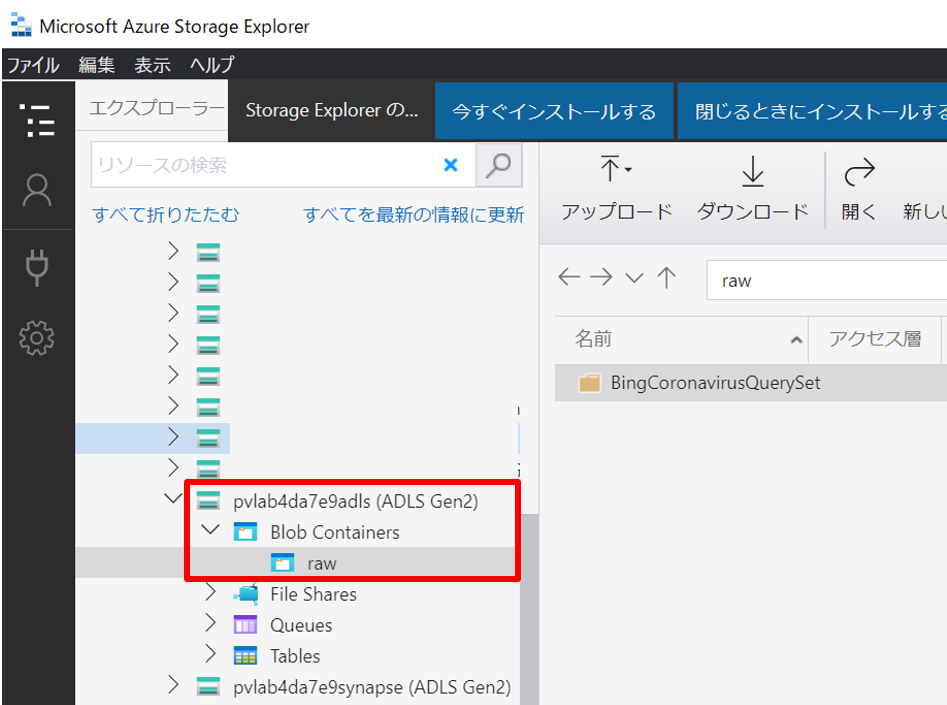 Microsoft Azure Storage Explorer
ファイル 編集 表示 ヘルプ
エクスプローラー
Storage Explorer の...
今すぐインストールする
閉じるときにインストールする
リソースの検索
すべて折りたたむ
すべてを最新の情報に更新
アップロード
ダウンロード
開く
新しい
raw
名前
アクセス層
BingCoronavirusQuerySet
pvlab4da7e9adls (ADLS Gen2)
Blob Containers
raw
File Shares
Queues
Tables
pvlab4da7e9synapse (ADLS Gen2)